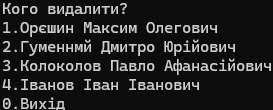 Кого видалити?
1.Орєшин Максим Олегович
2.Гуменнмй Дмитро Юрійович
3.Колоколов Павло Афанасійович
4.Іванов Іван Іванович
0.Вихід